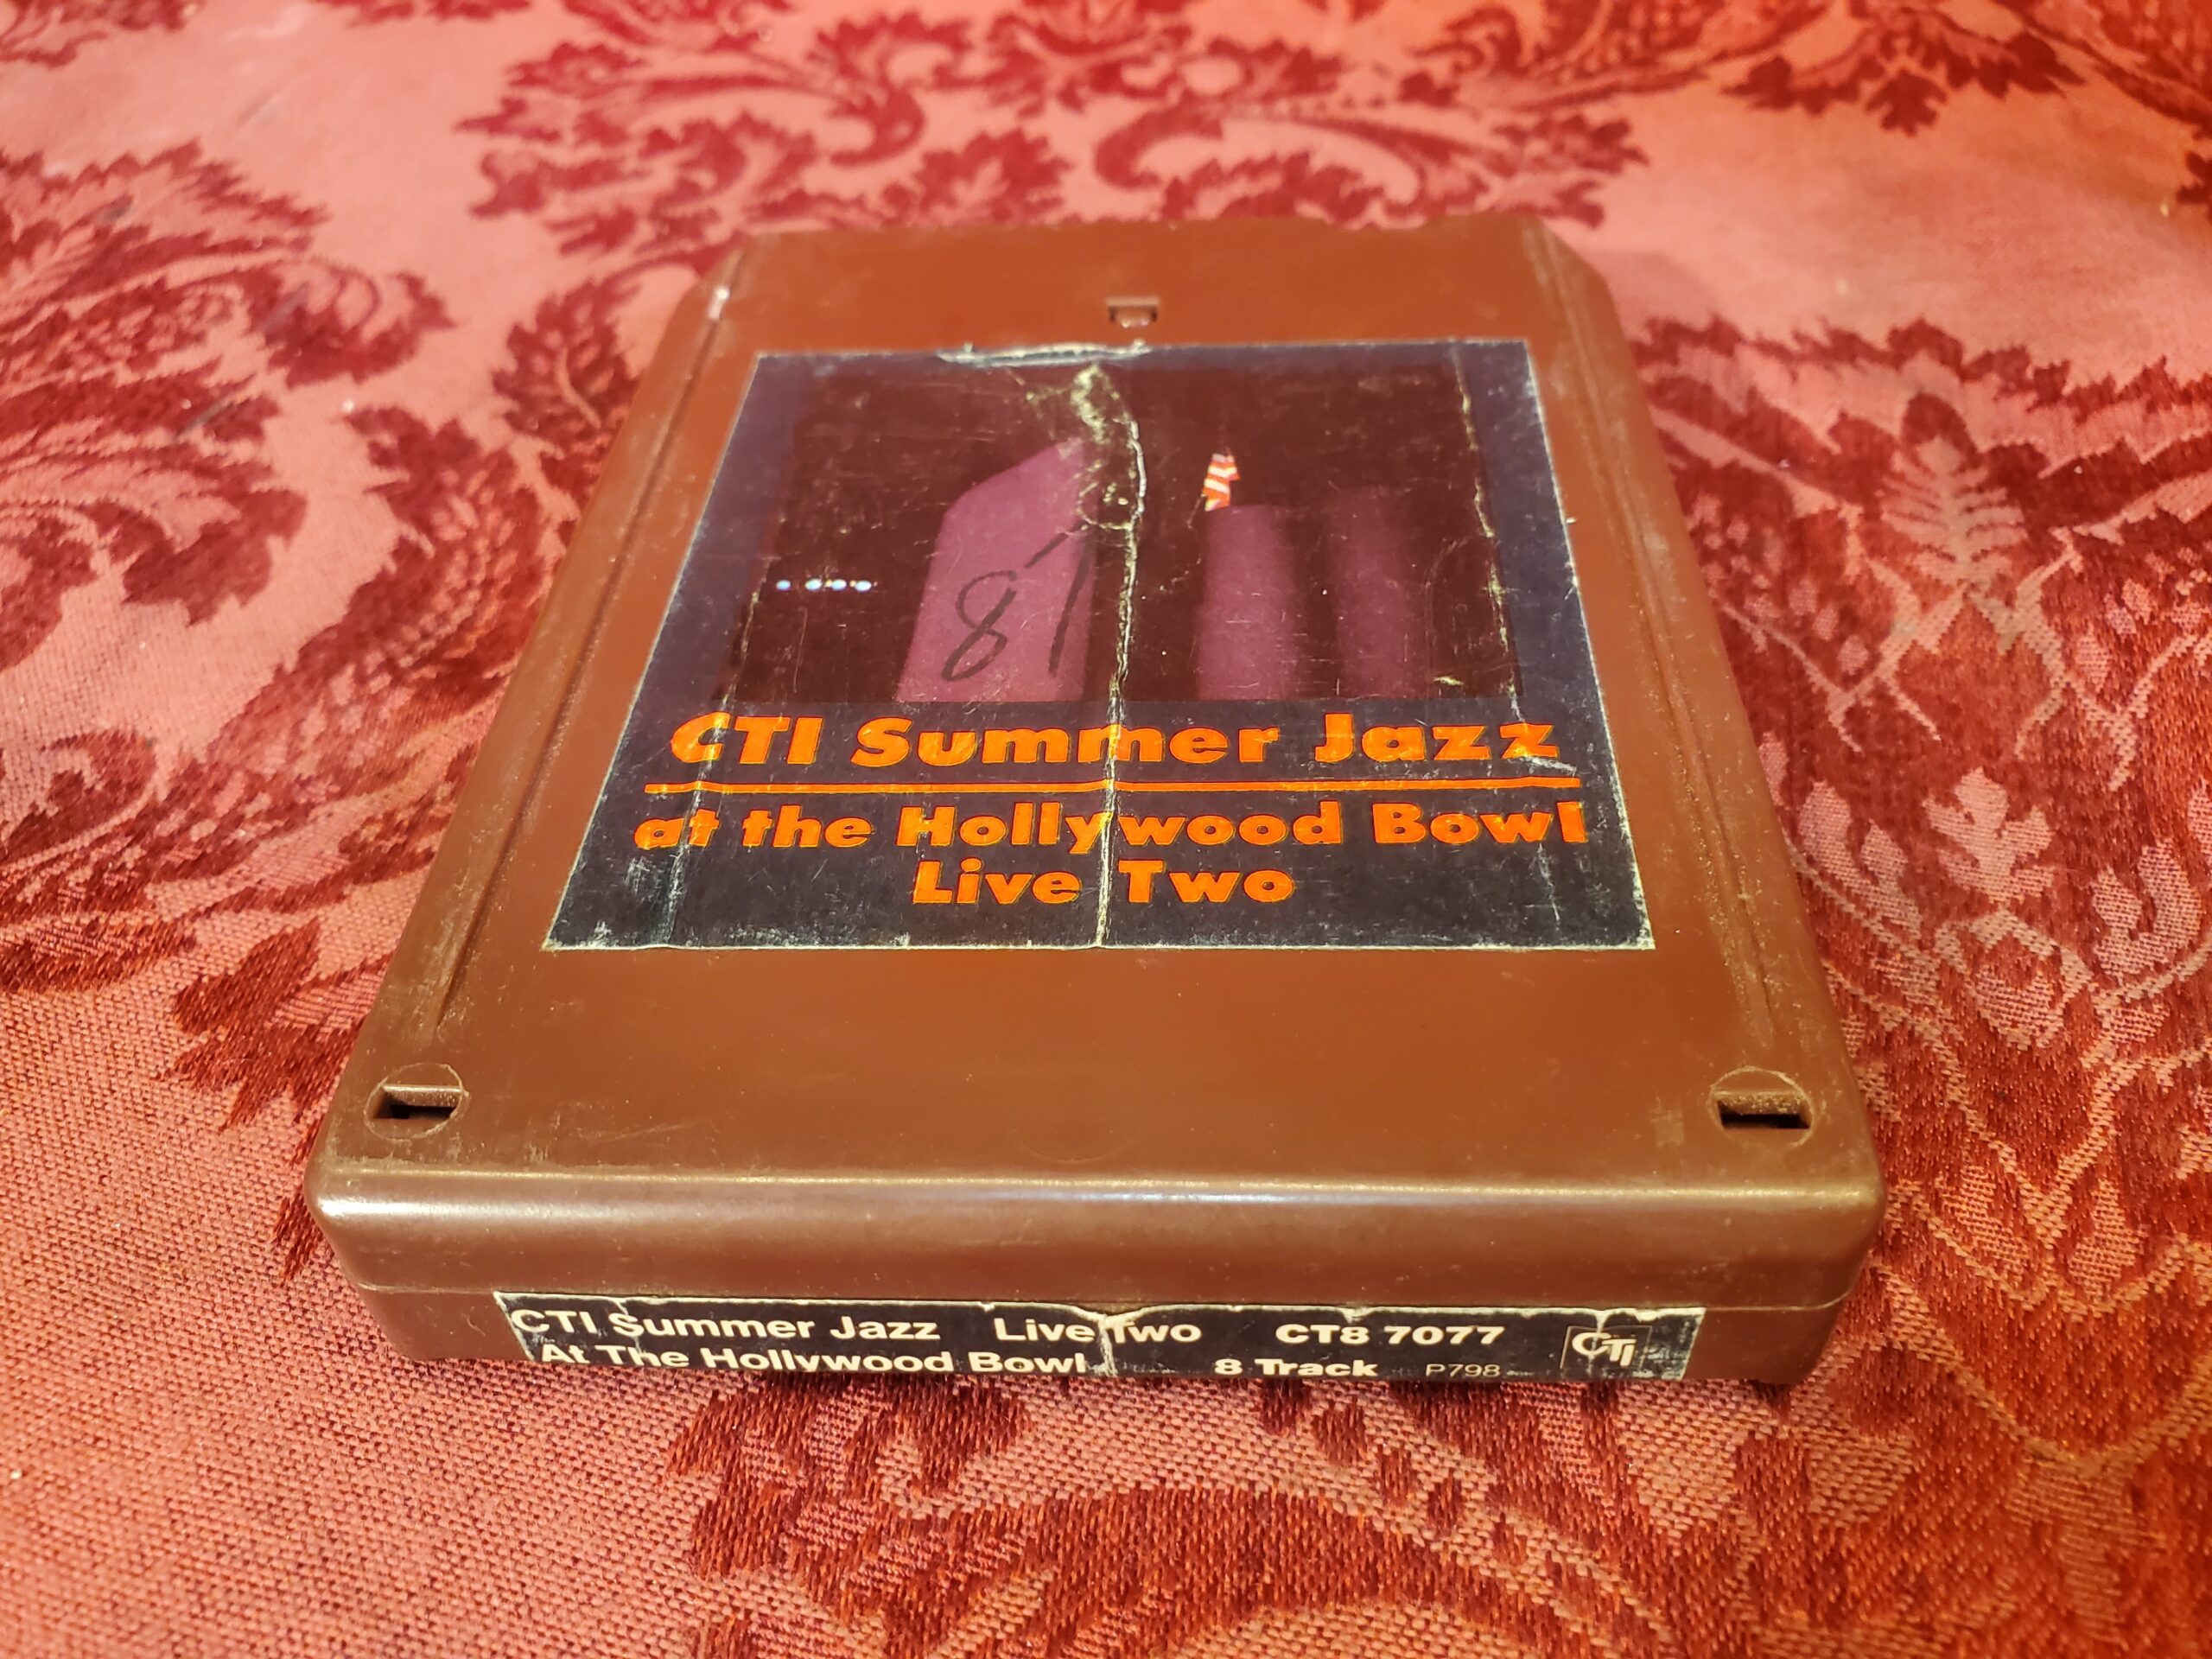 81
CTI Summer Jazz
at the Hollywood Bowl
Live Two
CTI Summer Jazz Live Two CT8 7077 CTI
At The Hollywood Bowl 8 Track P798